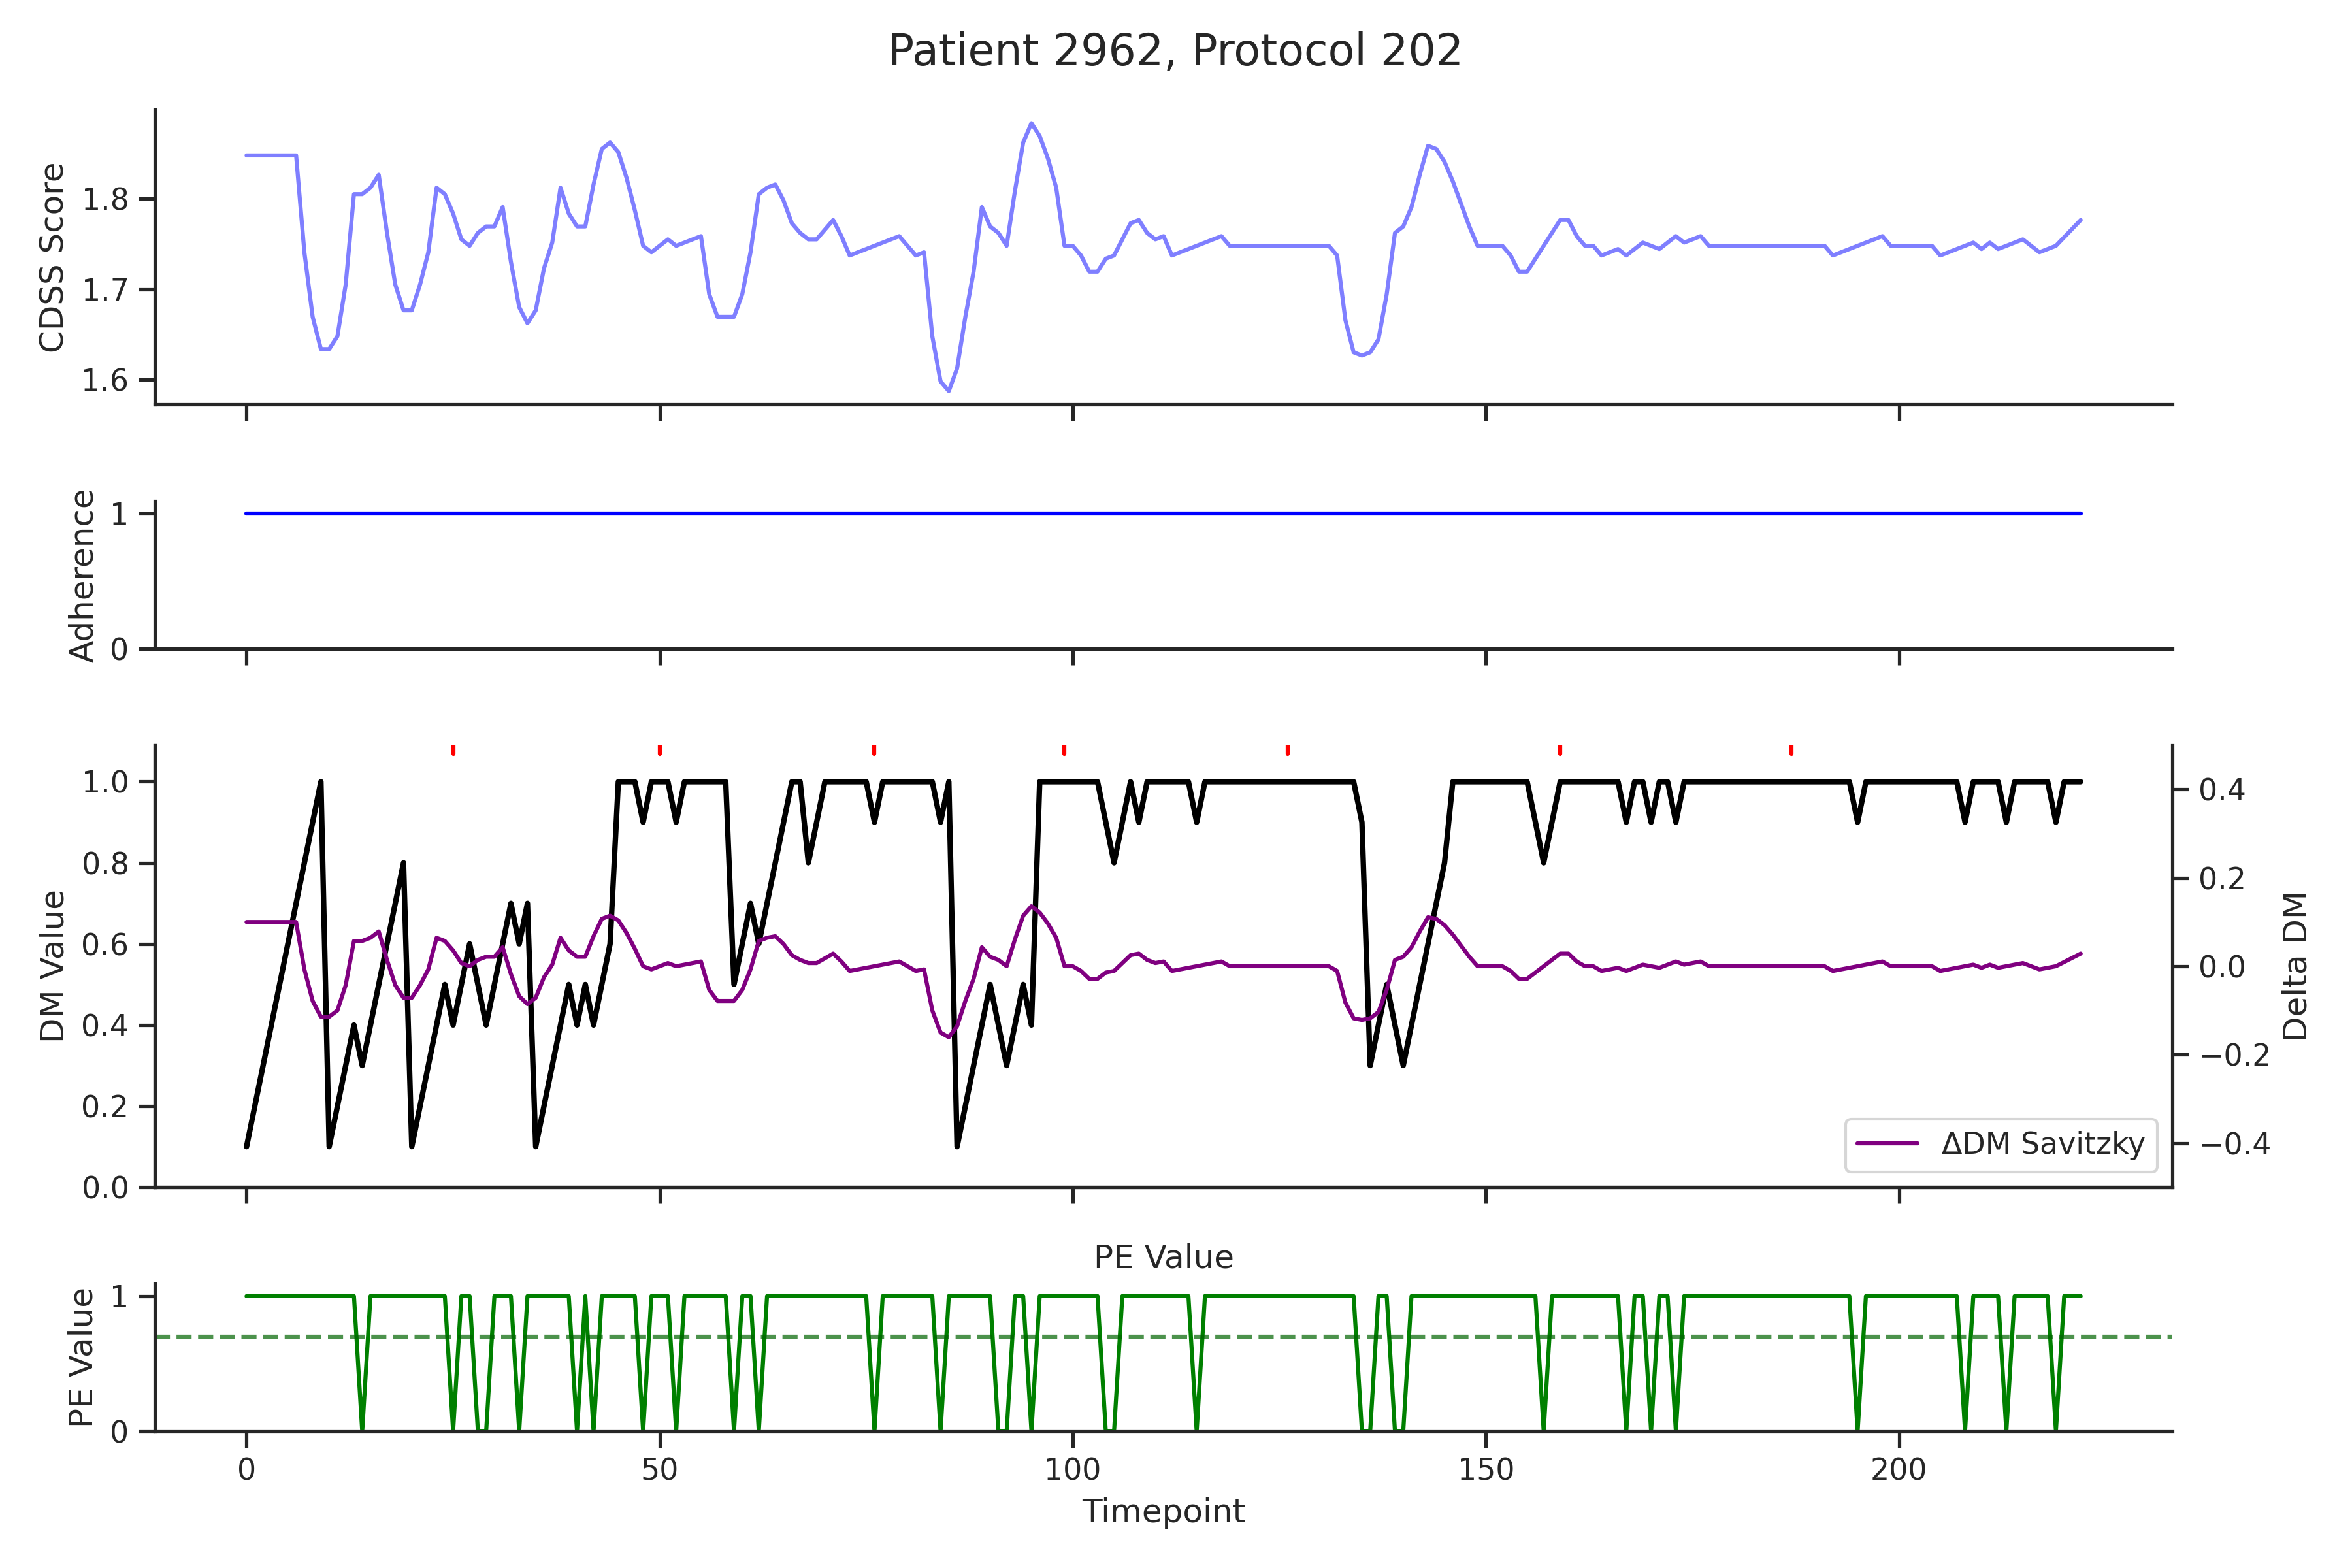 Patient 2962, Protocol 202
CDSS Score
1.8
1.7
1.6
Adherence
1
0
DM Value
1.0
0.8
0.6
0.4
0.2
0.0
0.4
0.2
0.0
−0.2
−0.4
Delta DM
ΔDM Savitzky
PE Value
PE Value
1
0
0 50 100 150 200
Timepoint